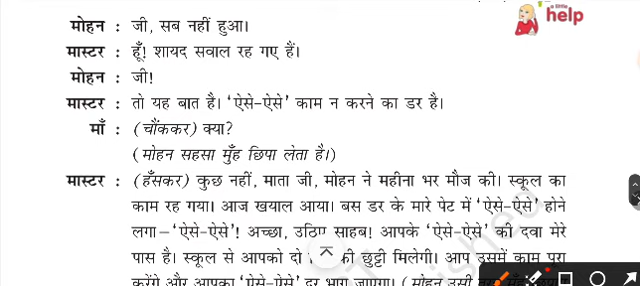 a little
help
मोहन : जी, सब नहीं हुआ।
मास्टर : हूँ! शायद सवाल रह गए हैं।
मोहन : जी!
मास्टर : तो यह बात है। 'ऐसे-ऐसे' काम न करने का डर है।
माँ : (चौंककर) क्या?
(मोहन सहसा मुँह छिपा लेता है।)
मास्टर : (हँसकर) कुछ नहीं, माता जी, मोहन ने महीना भर मौज की। स्कूल का
काम रह गया। आज खयाल आया। बस डर के मारे पेट में 'ऐसे-ऐसे' होने
लगा–'ऐसे-ऐसे'! अच्छा, उठिए साहब! आपके 'ऐसे-ऐसे' की दवा मेरे
पास है। स्कूल से आपको दो की छुट्टी मिलेगी। आप उसमें काम पूरा
करेंगे और आपका 'ऐसे-ऐसे' दूर भाग जाएगा। (मोहन उसी